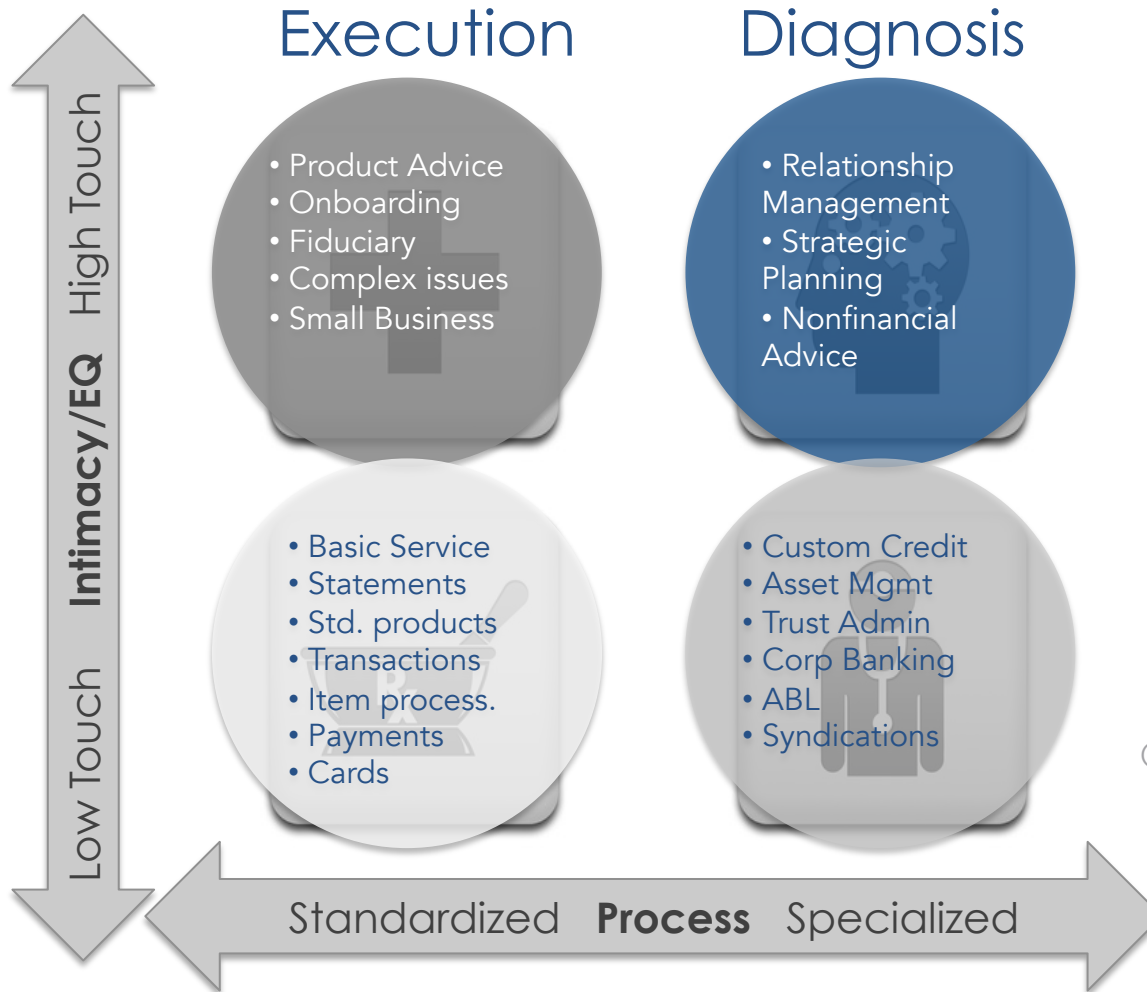 Execution
Diagnosis
High Touch
Intimacy/EQ
Low Touch
• Product Advice
• Onboarding
• Fiduciary
• Complex issues
• Small Business
• Relationship
Management
• Strategic
Planning
• Nonfinancial
Advice
• Basic Service
• Statements
• Std. products
• Transactions
• Item process.
• Payments
• Cards
Rx
• Custom Credit
• Asset Mgmt
• Trust Admin
• Corp Banking
• ABL
• Syndications
Standardized Process Specialized